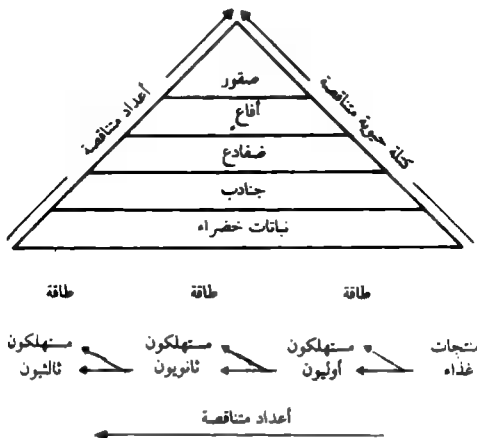 صقور
أفاع
ضفادع
جنادب
نباتات خضراء
أعداد متناقصة
كتلة حيوية متناقصة
طاقة
طاقة
طاقة
منتجات غذاء
مستهلكون أوليون
مستهلكون ثانويون
مستهلكون ثالثيون
أعداد متناقصة